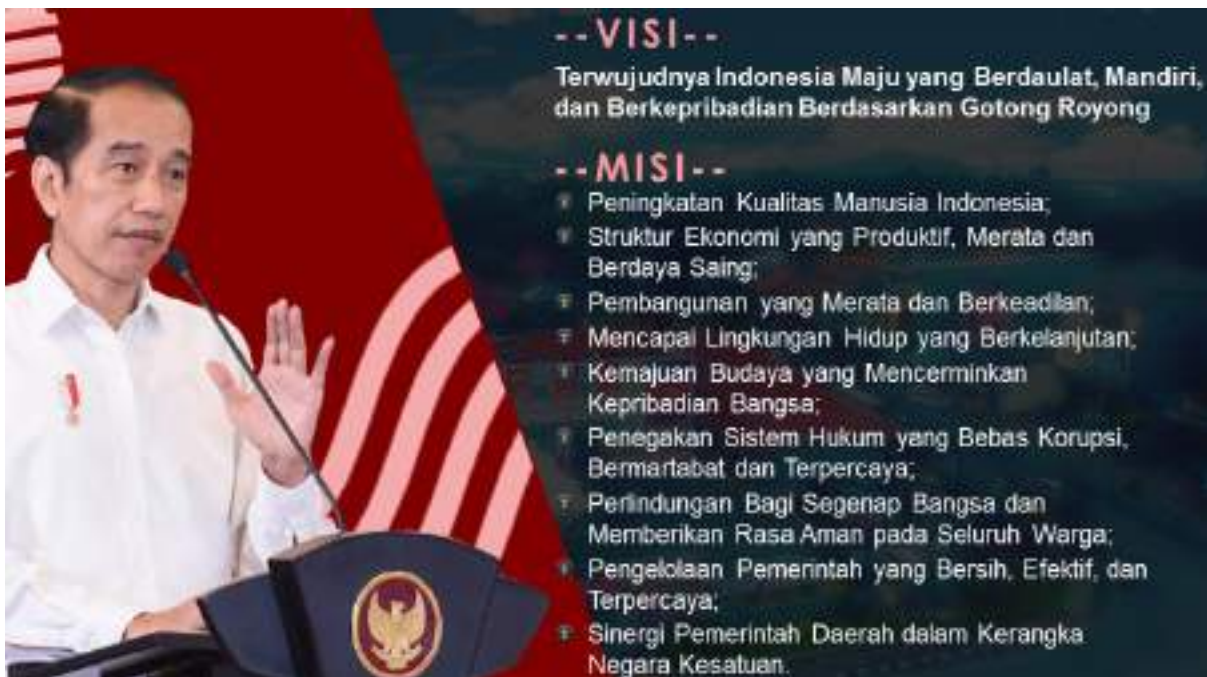 --VISI--
Terwujudnya Indonesia Maju yang Berdaulat, Mandiri,
dan Berkepribadian Berdasarkan Gotong Royong
--MISI--
Peningkatan Kualitas Manusia Indonesia;
Struktur Ekonomi yang Produktif, Merata dan
Berdaya Saing;
Pembangunan yang Merata dan Berkeadilan;
Mencapai Lingkungan Hidup yang Berkelanjutan;
Kemajuan Budaya yang Mencerminkan
Kepribadian Bangsa;
Penegakan Sistem Hukum yang Bebas Korupsi,
Bermartabat dan Terpercaya;
Perlindungan Bagi Segenap Bangsa dan
Memberikan Rasa Aman pada Seluruh Warga;
Pengelolaan Pemerintah yang Bersih, Efektif, dan
Terpercaya;
Sinergi Pemerintah Daerah dalam Kerangka
Negara Kesatuan.